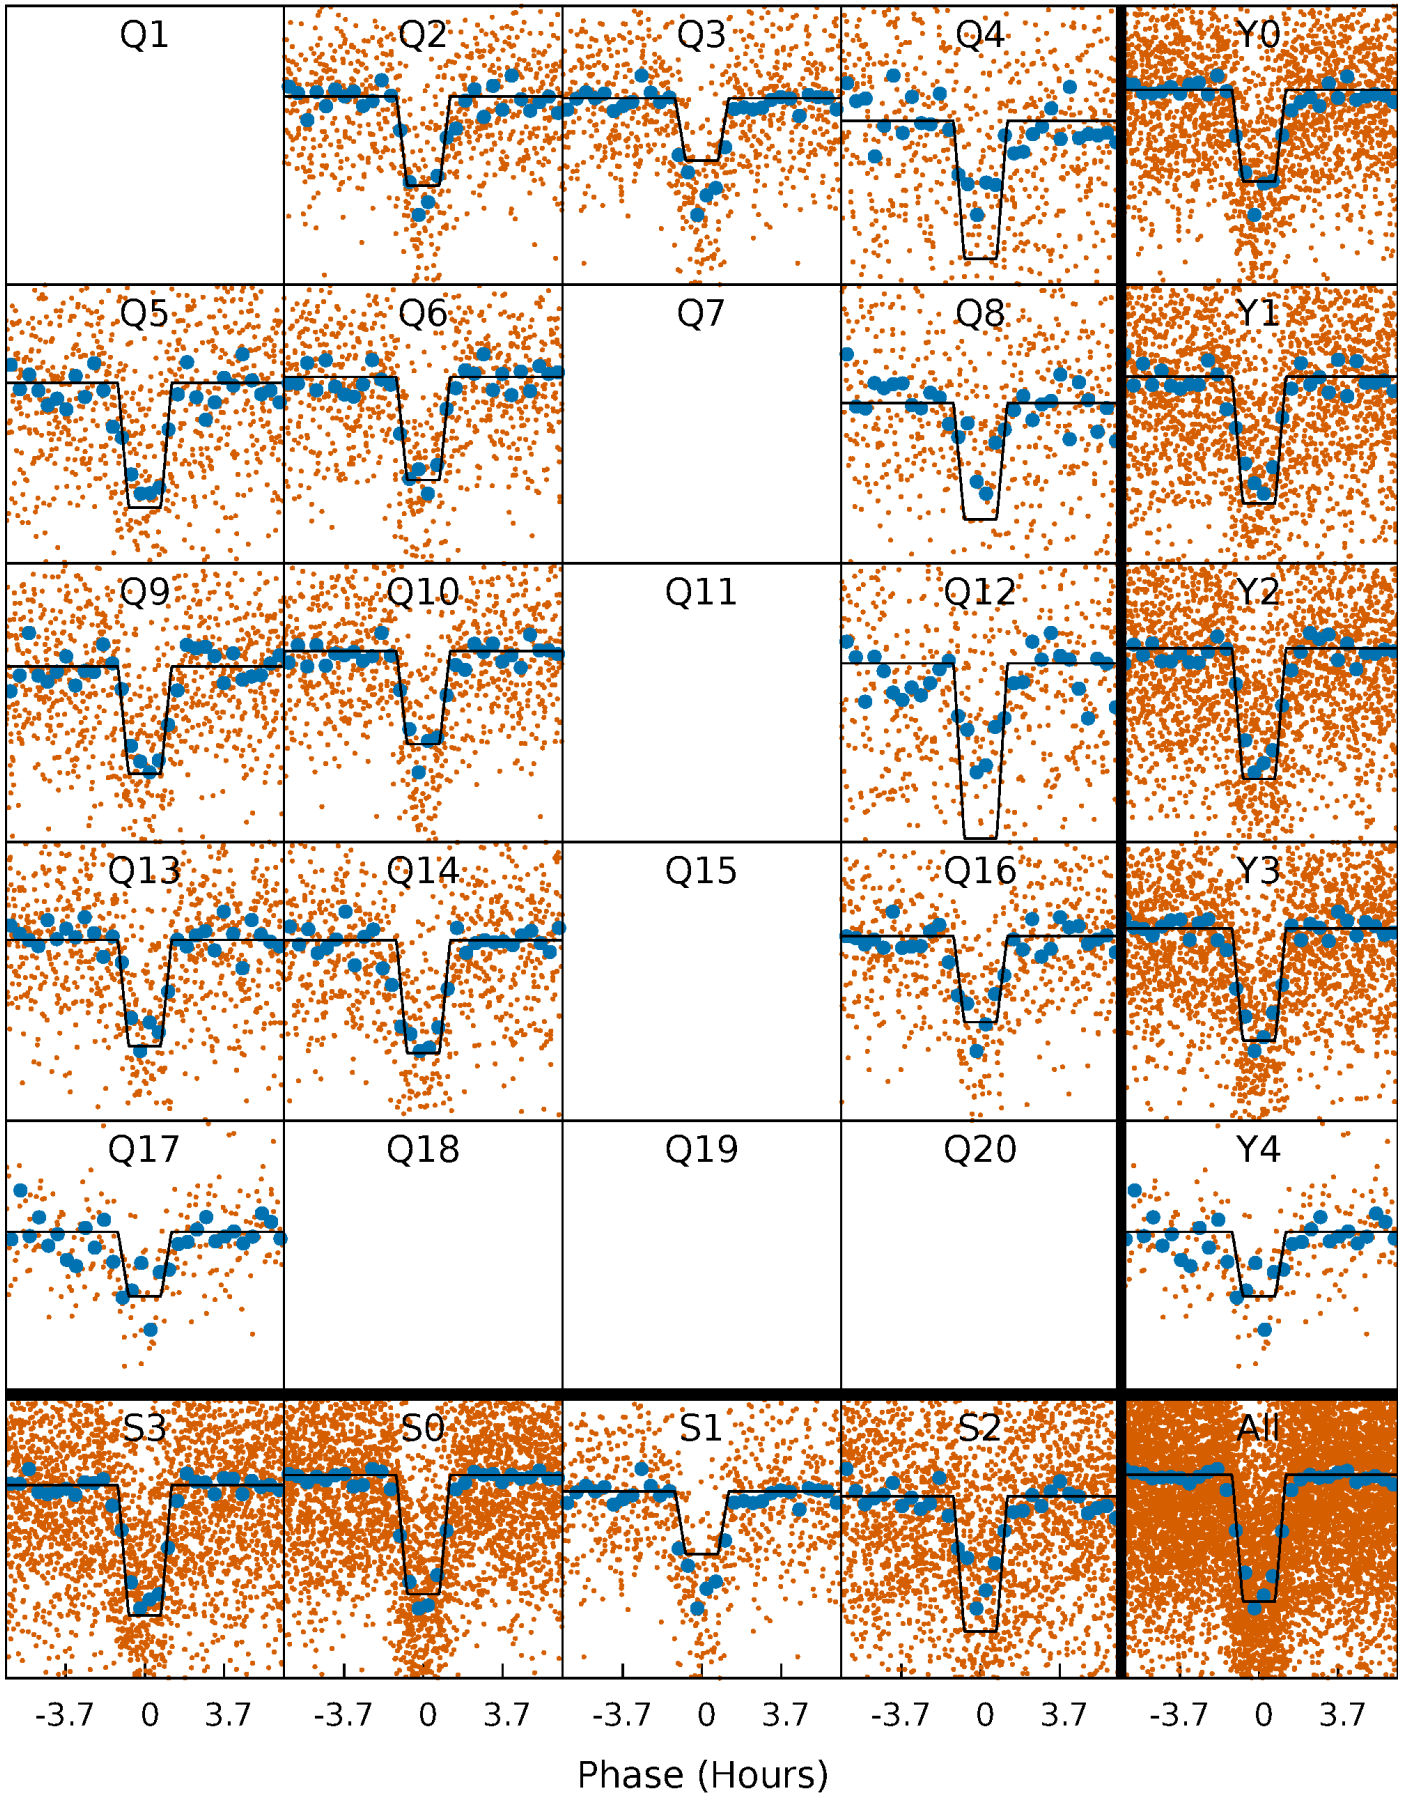 Q1 Q2 Q3 Q4 Y0
Q5 Q6 Q7 Q8 Y1
Q9 Q10 Q11 Q12 Y2
Q13 Q14 Q15 Q16 Y3
Q17 Q18 Q19 Q20 Y4
S3 S0 S1 S2 All
-3.7 0 3.7 -3.7 0 3.7 -3.7 0 3.7 -3.7 0 3.7 -3.7 0 3.7
Phase (Hours)